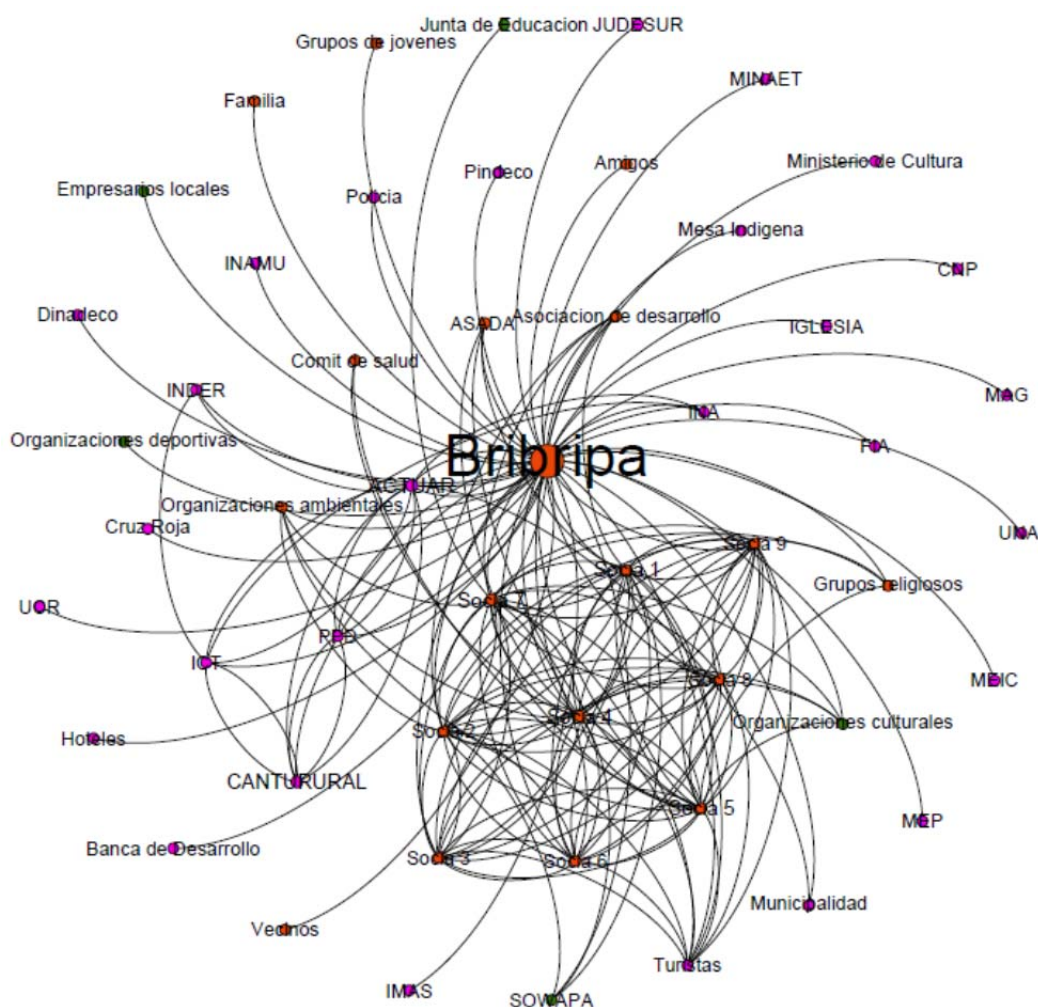 Junta de Educacion
JUDESUR
Grupos de jovenes
MINAET
Familia
Ministerio de Cultura
Pindeco
Amigos
Empresarios locales
Policia
Mesa Indigena
INAMU
CNP
Dinadeco
ASADA
Asociacion de desarrollo
IGLESIA
Comit de salud
INDER
MAG
INA
Organizaciones deportivas
FIA
Bribripa
ACTUAR
Organizaciones ambientales
Cruz Roja
UNA
Socia 9
Socia 1
Grupos religiosos
Socia 7
UCR
ICT
MEIC
Socia 8
Socia 4
Organizaciones culturales
Socia 2
Hoteles
CANTURURAL
Socia 5
MEP
Banca de Desarrollo
Socia 3
Socia 6
Municipalidad
Vecinos
Turistas
IMAS
SOWAPA